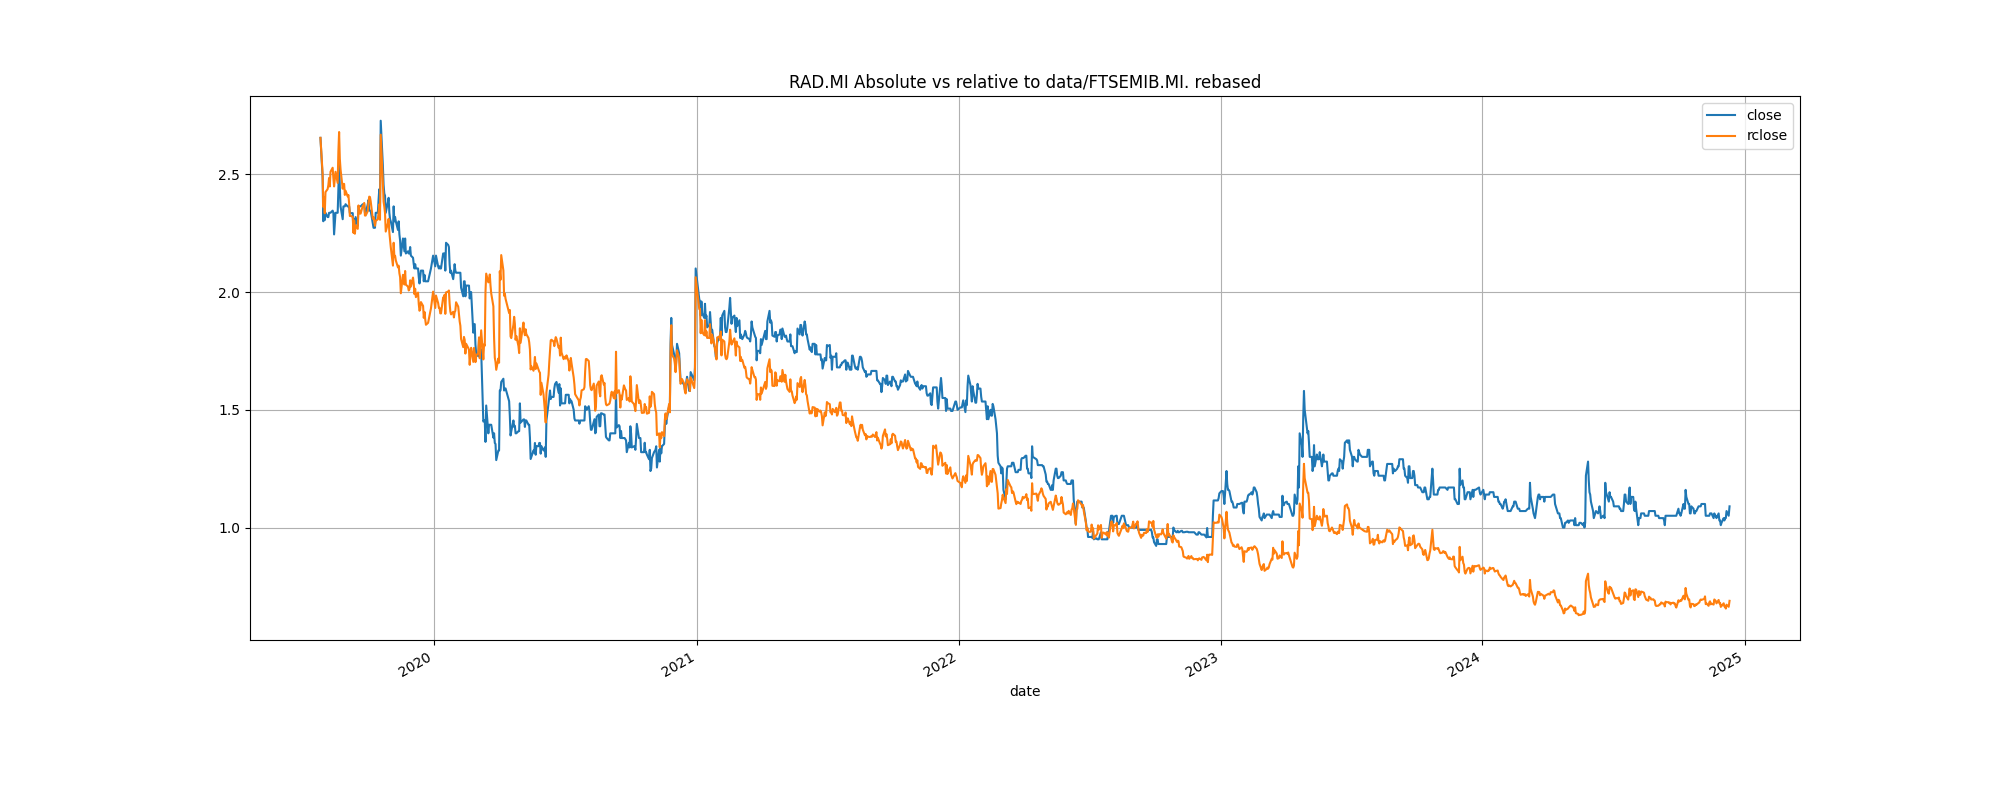 RAD.MI Absolute vs relative to data/FTSEMIB.MI. rebased
close
rclose
2.5
2.0
1.5
1.0
2020
2021
2022
2023
2024
2025
date